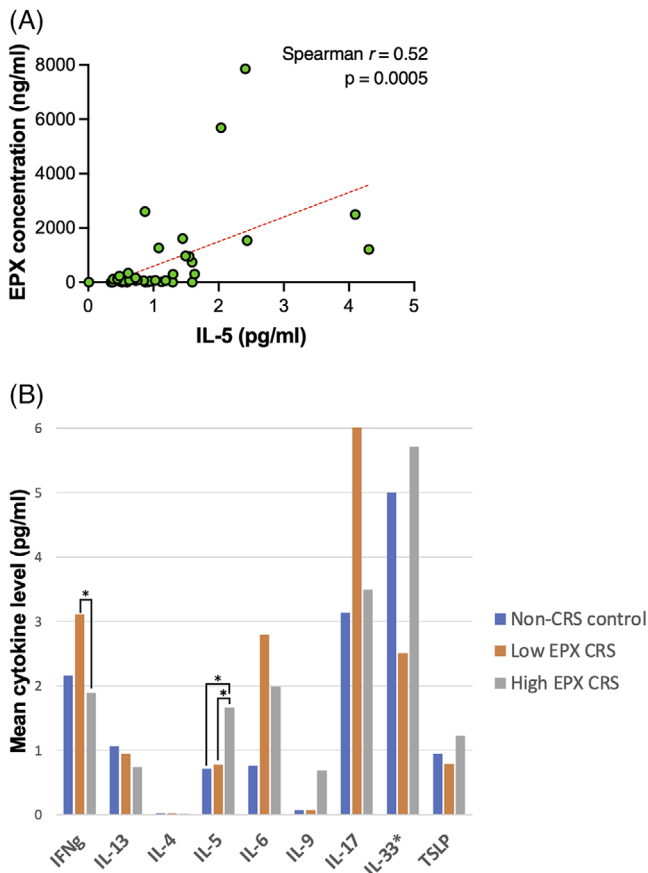 (A)
Spearman r = 0.52
p = 0.0005
EPX concentration (ng/ml)
8000
6000
4000
2000
0
0 1 2 3 4 5
IL-5 (pg/ml)
(B)
Mean cytokine level (pg/ml)
6
5
4
3
2
1
0
*
*
*
Non-CRS control
Low EPX CRS
High EPX CRS
IFNg IL-13 IL-4 IL-5 IL-6 IL-9 IL-17 IL-33* TSLP